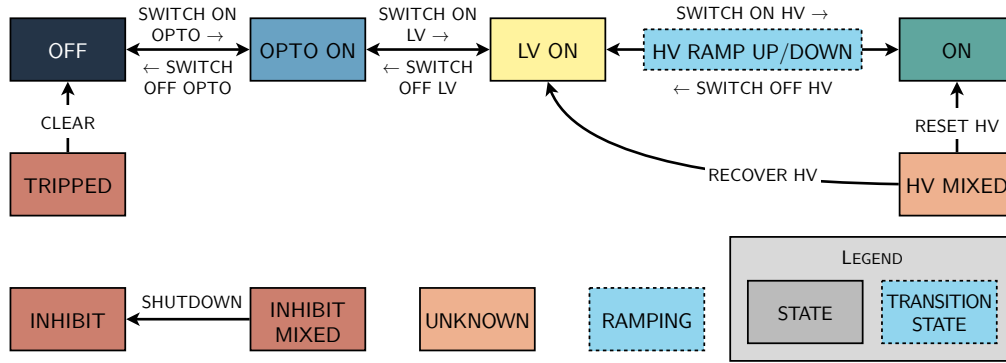 SWITCH ON
OPTO →
SWITCH ON
LV →
SWITCH ON HV →
OFF
OPTO ON
LV ON
HV RAMP UP/DOWN
ON
← SWITCH
OFF OPTO
← SWITCH
OFF LV
← SWITCH OFF HV
CLEAR
RESET HV
TRIPPED
RECOVER HV
HV MIXED
LEGEND
INHIBIT
SHUTDOWN
INHIBIT
MIXED
UNKNOWN
RAMPING
STATE
TRANSITION
STATE